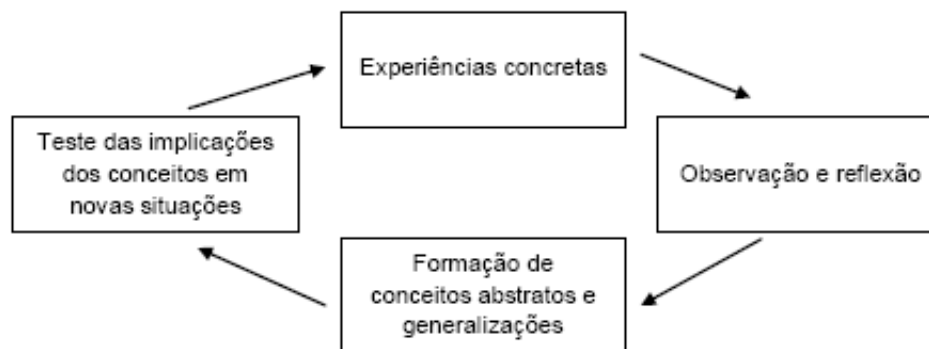 Experiências concretas
Teste das implicações
dos conceitos em
novas situações
Observação e reflexão
Formação de
conceitos abstratos e
generalizações